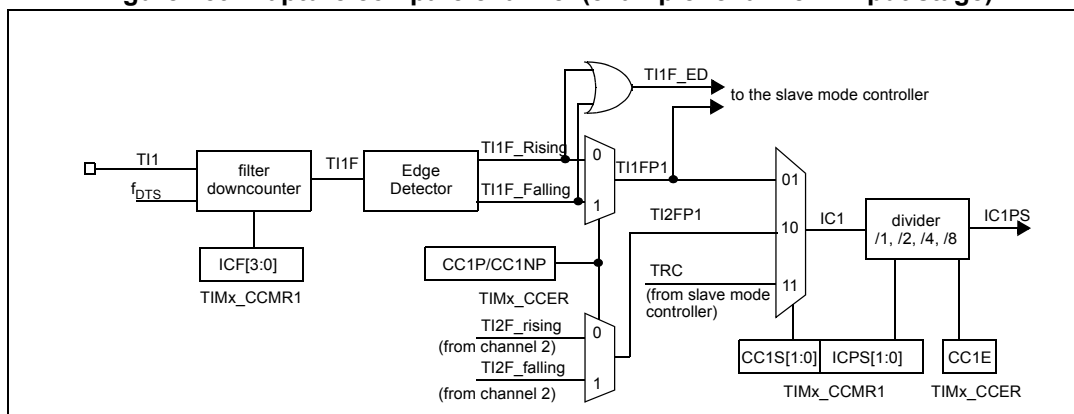 Figure Capture/compare channel (example: channel 1 input stage)
TI1F_ED
to the slave mode controller
TI1
filter
downcounter
fDTS
TI1F
Edge
Detector
TI1F_Rising
TI1F_Falling
0
1
TI1FP1
01
TI2FP1
10
IC1
divider
/1, /2, /4, /8
IC1PS
ICF[3:0]
TIMx_CCMR1
CC1P/CC1NP
TIMx_CCER
TRC
(from slave mode
controller)
11
TI2F_rising
(from channel 2)
0
TI2F_falling
(from channel 2)
1
CC1S[1:0]
ICPS[1:0]
CC1E
TIMx_CCMR1
TIMx_CCER